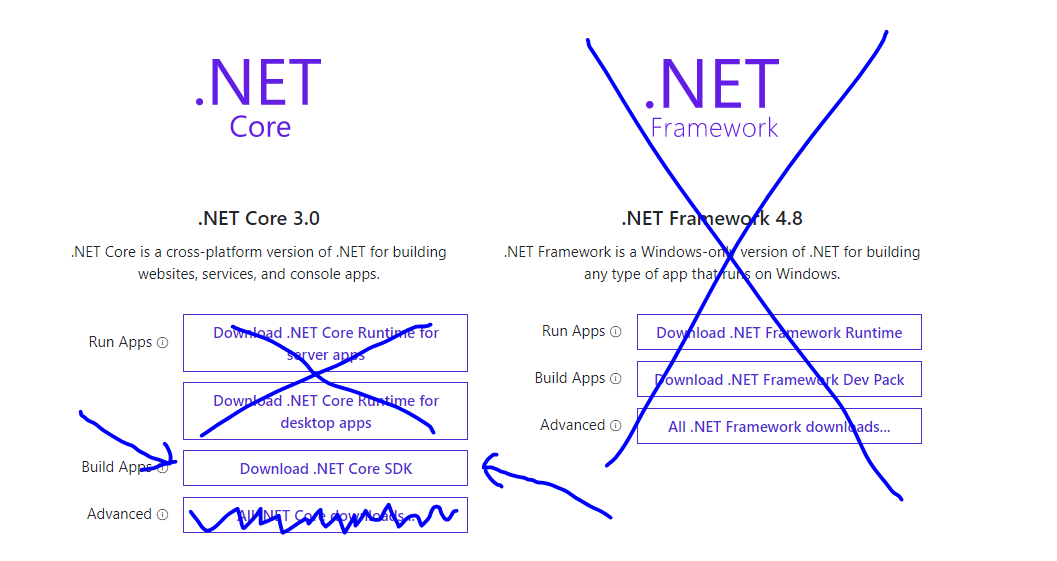 .NET
Core
.NET Core 3.0
.NET Core is a cross-platform version of .NET for building
websites, services, and console apps.
Run Apps
Download .NET Core Runtime for
server apps
Download .NET Core Runtime for
desktop apps
Build Apps
Download .NET Core SDK
Advanced
All .NET Core downloads...
.NET
Framework
.NET Framework 4.8
.NET Framework is a Windows-only version of .NET for building
any type of app that runs on Windows.
Run Apps
Download .NET Framework Runtime
Build Apps
Download .NET Framework Dev Pack
Advanced
All .NET Framework downloads...